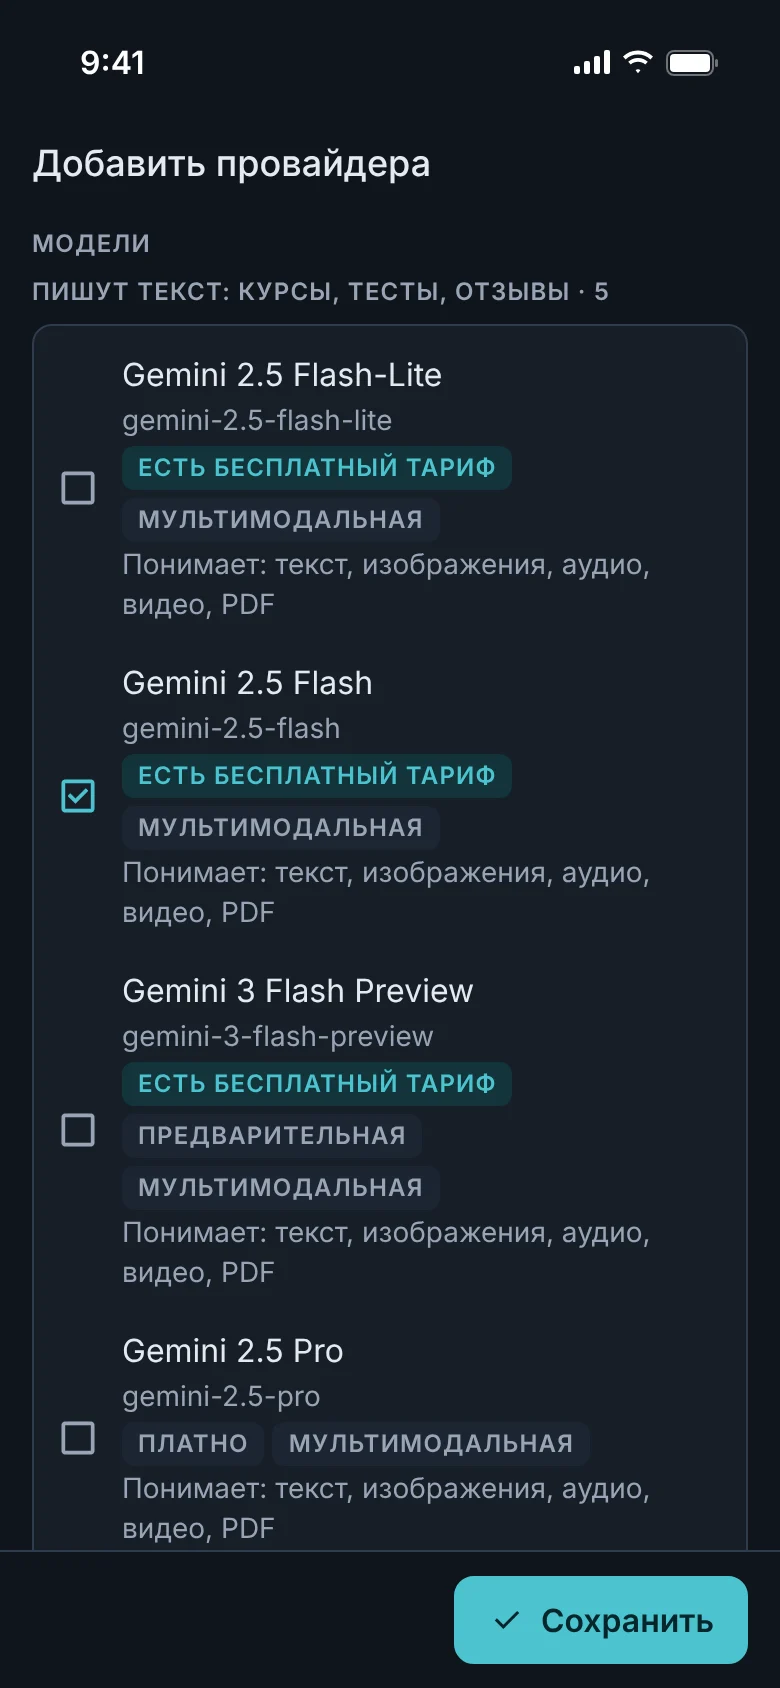 9:41
Добавить провайдера
МОДЕЛИ
ПИШУТ ТЕКСТ: КУРСЫ, ТЕСТЫ, ОТЗЫВЫ · 5
Gemini 2.5 Flash-Lite
gemini-2.5-flash-lite
ЕСТЬ БЕСПЛАТНЫЙ ТАРИФ
МУЛЬТИМОДАЛЬНАЯ
Понимает: текст, изображения, аудио,
видео, PDF
Gemini 2.5 Flash
gemini-2.5-flash
ЕСТЬ БЕСПЛАТНЫЙ ТАРИФ
МУЛЬТИМОДАЛЬНАЯ
Понимает: текст, изображения, аудио,
видео, PDF
Gemini 3 Flash Preview
gemini-3-flash-preview
ЕСТЬ БЕСПЛАТНЫЙ ТАРИФ
ПРЕДВАРИТЕЛЬНАЯ
МУЛЬТИМОДАЛЬНАЯ
Понимает: текст, изображения, аудио,
видео, PDF
Gemini 2.5 Pro
gemini-2.5-pro
ПЛАТНО МУЛЬТИМОДАЛЬНАЯ
Понимает: текст, изображения, аудио,
видео, PDF
Сохранить